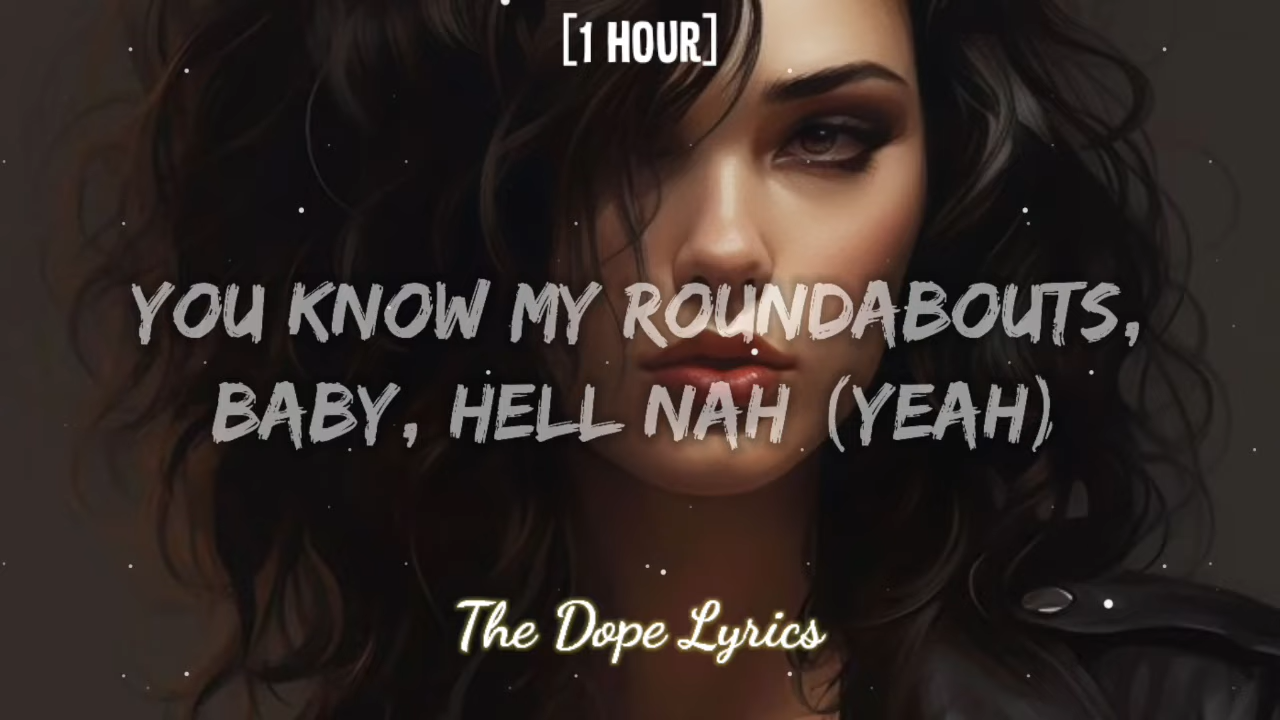 [1 HOUR]
YOU KNOW MY ROUNDABOUTS,
BABY, HELL NAH (YEAH)
The Dope Lyrics